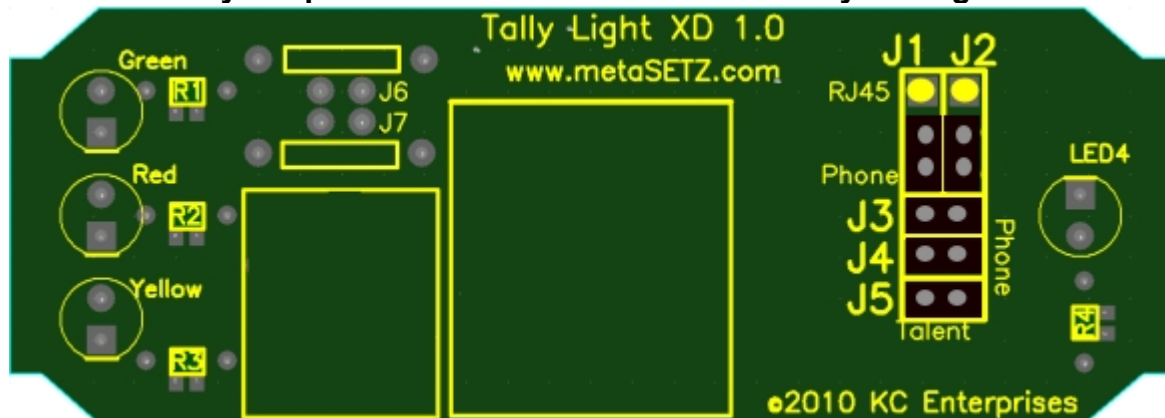 Tally Light XD 1.0
www.metaSETZ.com
Green
R1
J6
J7
Red
R2
Yellow
R3
J1 J2
RJ45
Phone
J3
J4
J5
Phone
Talent
LED4
R4
©2010 KC Enterprises